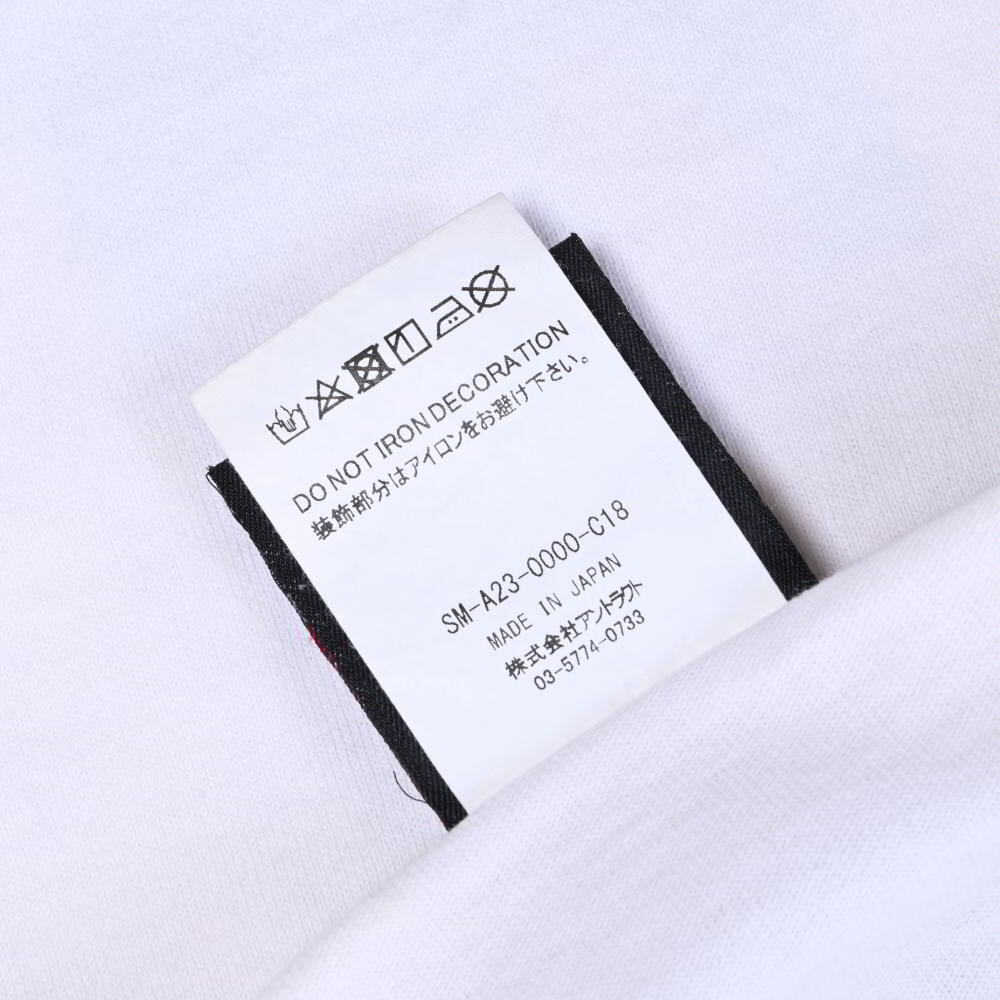 DO NOT IRON DECORATION
装飾部分はアイロンをお避け下さい。
SM-A23-0000-C18
MADE IN JAPAN
株式会社アントラクト
03-5774-0733